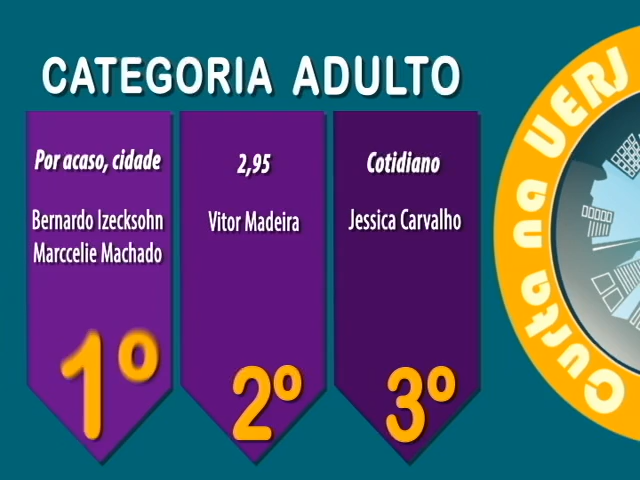 CATEGORIA ADULTO
Por acaso, cidade
Bernardo Izecksohn
Marccelie Machado
1º
2,95
Vitor Madeira
2º
Cotidiano
Jessica Carvalho
3º
Curta na UERJ